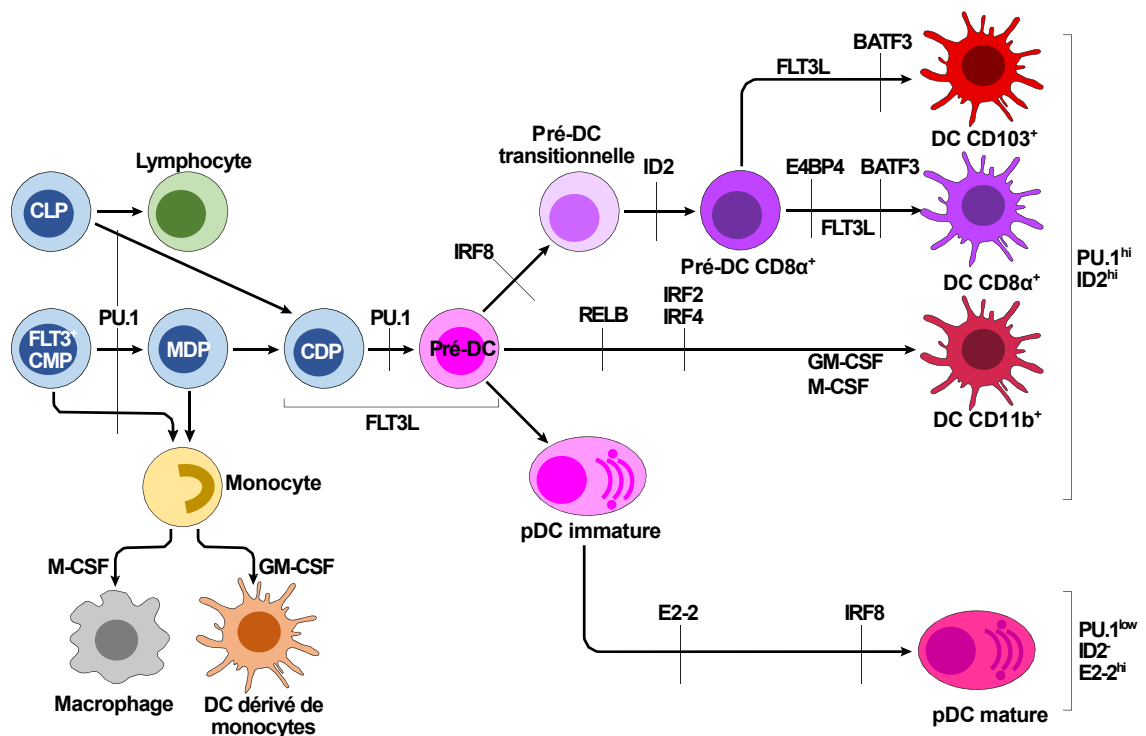 BATF3
FLT3L
DC CD103⁺
Pré-DC
transitionnelle
Lymphocyte
ID2
E4BP4
BATF3
CLP
FLT3L
IRF8
Pré-DC CD8α⁺
DC CD8α⁺
PU.1ʰⁱ
ID2ʰⁱ
PU.1
PU.1
RELB
IRF2
IRF4
FLT3⁺
CMP
MDP
CDP
Pré-DC
GM-CSF
M-CSF
FLT3L
DC CD11b⁺
Monocyte
pDC immature
M-CSF
GM-CSF
E2-2
IRF8
PU.1ˡᵒʷ
ID2⁻
E2-2ʰⁱ
Macrophage
DC dérivé de
monocytes
pDC mature